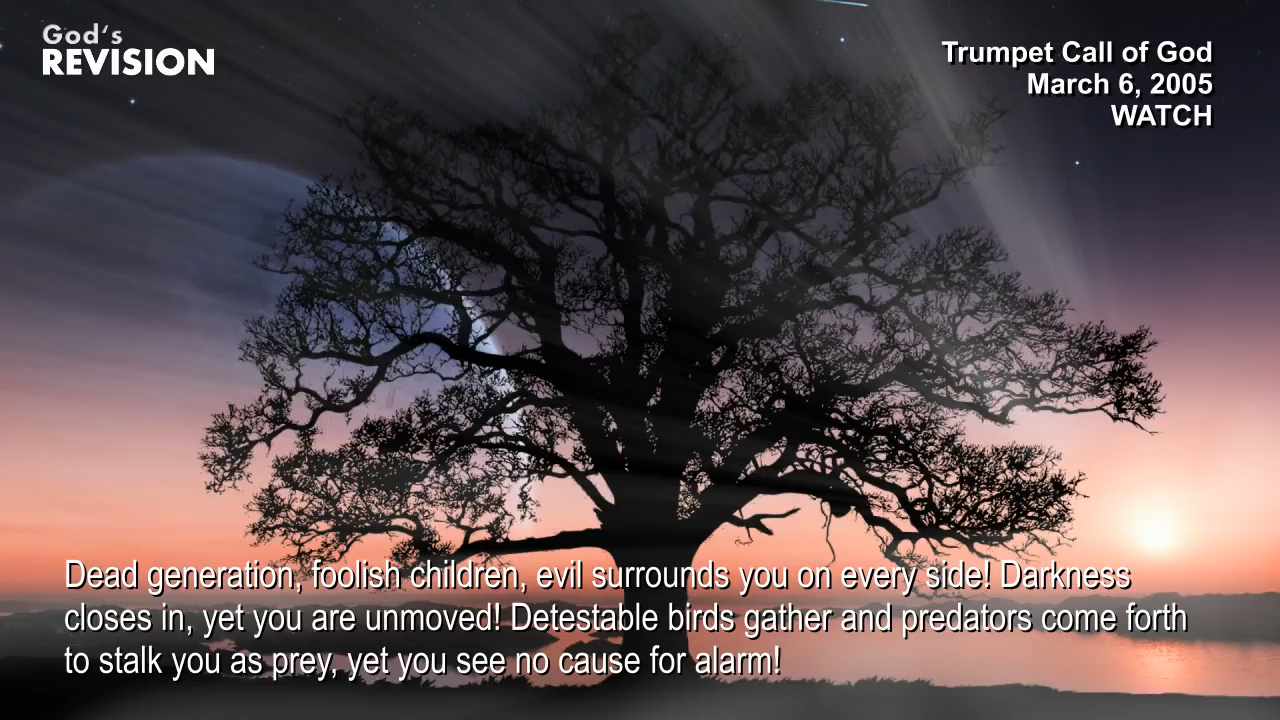 God's
REVISION
Trumpet Call of God
March 6, 2005
WATCH
Dead generation, foolish children, evil surrounds you on every side! Darkness
closes in, yet you are unmoved! Detestable birds gather and predators come forth
to stalk you as prey, yet you see no cause for alarm!